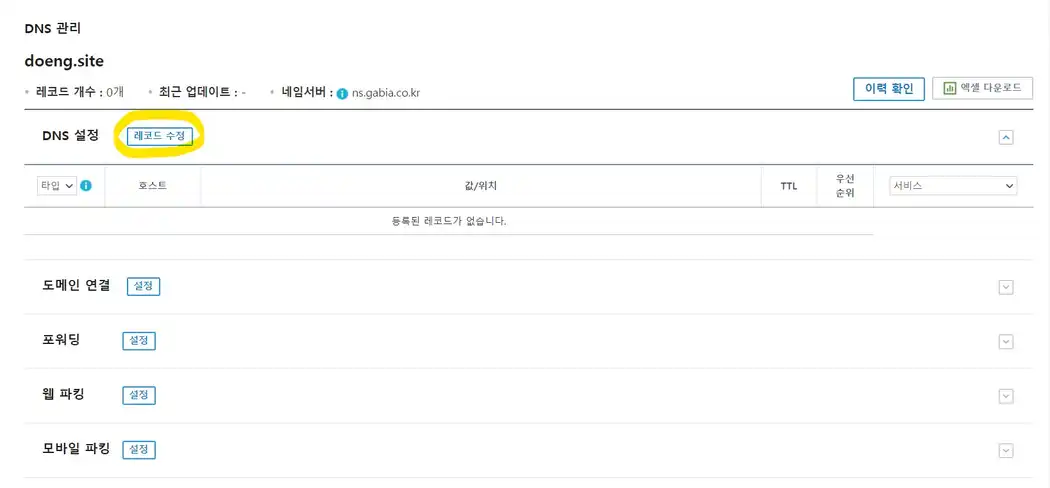 DNS 관리
doeng.site
레코드 개수 : 0개 최근 업데이트 : - 네임서버 : ns.gabia.co.kr
이력 확인 엑셀 다운로드
DNS 설정 레코드 수정
타입 호스트 값/위치 TTL 우선 서비스
순위
등록된 레코드가 없습니다.
도메인 연결 설정
포워딩 설정
웹 파킹 설정
모바일 파킹 설정